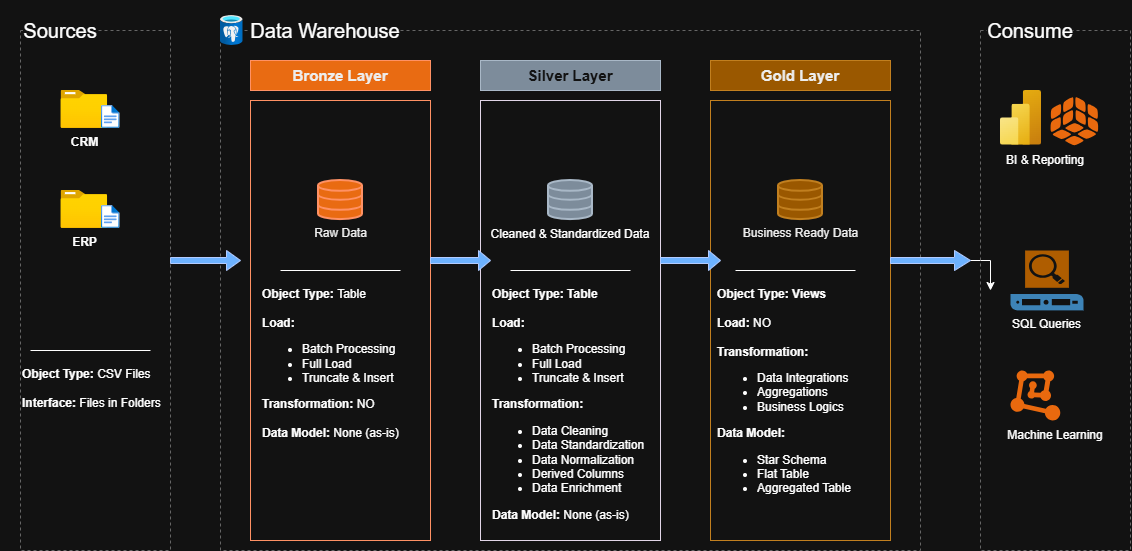 Sources
CRM
ERP
Object Type: CSV Files
Interface: Files in Folders
Data Warehouse
Bronze Layer
Raw Data
Object Type: Table
Load:
Batch Processing
Full Load
Truncate & Insert
Transformation: NO
Data Model: None (as-is)
Silver Layer
Cleaned & Standardized Data
Object Type: Table
Load:
Batch Processing
Full Load
Truncate & Insert
Transformation:
Data Cleaning
Data Standardization
Data Normalization
Derived Columns
Data Enrichment
Data Model: None (as-is)
Gold Layer
Business Ready Data
Object Type: Views
Load: NO
Transformation:
Data Integrations
Aggregations
Business Logics
Data Model:
Star Schema
Flat Table
Aggregated Table
Consume
BI & Reporting
SQL Queries
Machine Learning